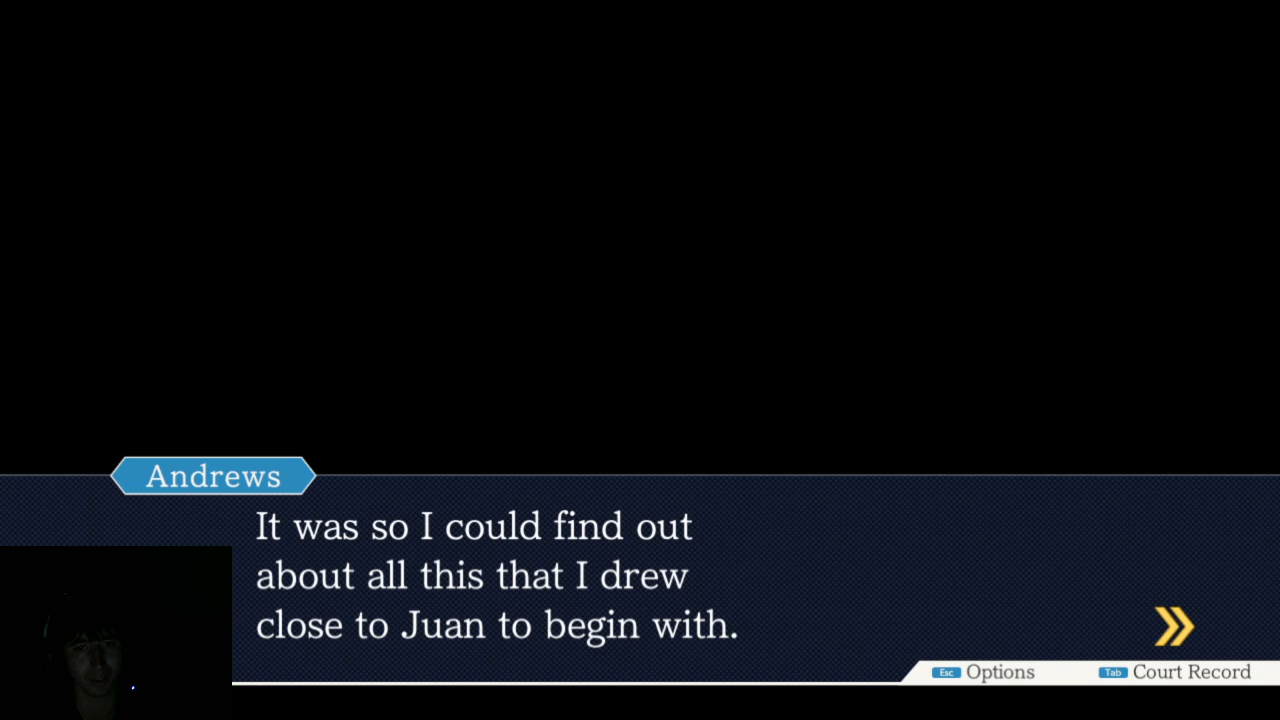 Andrews
It was so I could find out
about all this that I drew
close to Juan to begin with.
Esc Options Tab Court Record